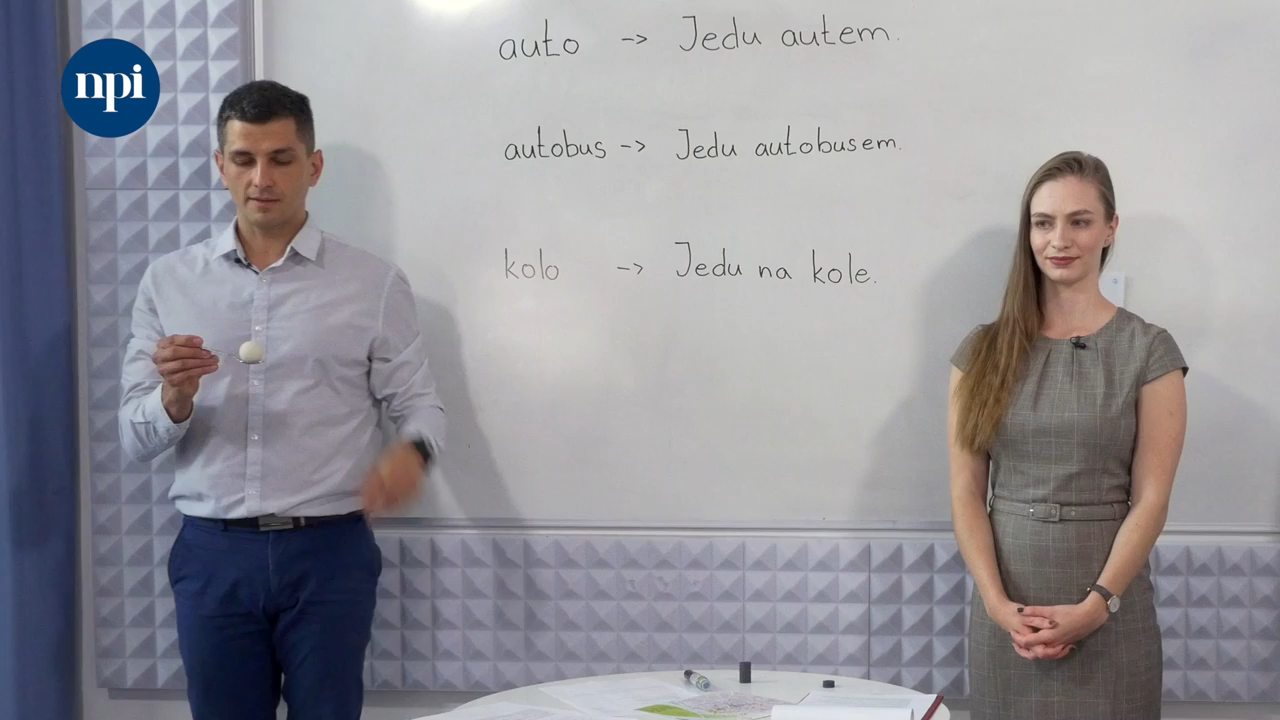 npi
auto -> Jedu autem.
autobus -> Jedu autobusem.
kolo -> Jedu na kole.